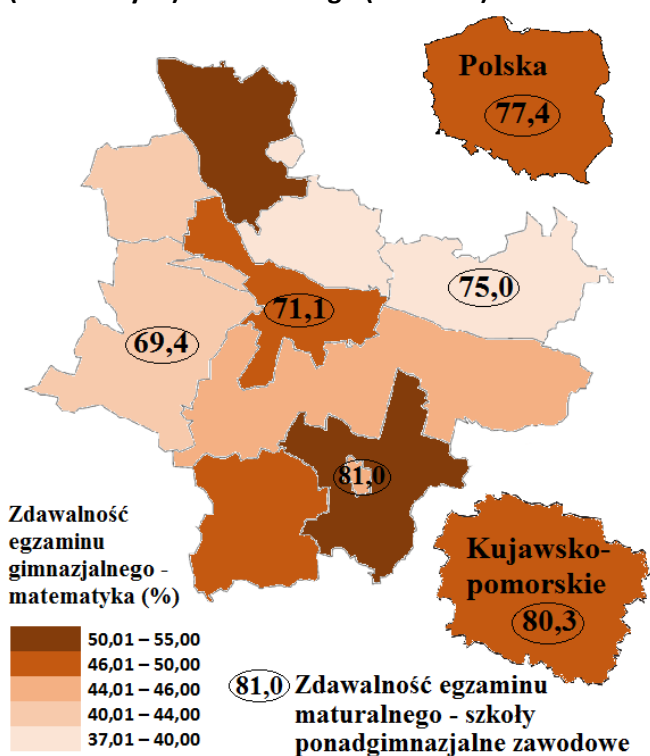 Polska
77,4
75,0
71,1
69,4
81,0
Zdawalność
egzaminu
gimnazjalnego -
matematyka (%)
50,01 – 55,00
46,01 – 50,00
44,01 – 46,00
40,01 – 44,00
37,01 – 40,00
Kujawsko-
pomorskie
80,3
81,0 Zdawalność egzaminu
maturalnego - szkoły
ponadgimnazjalne zawodowe